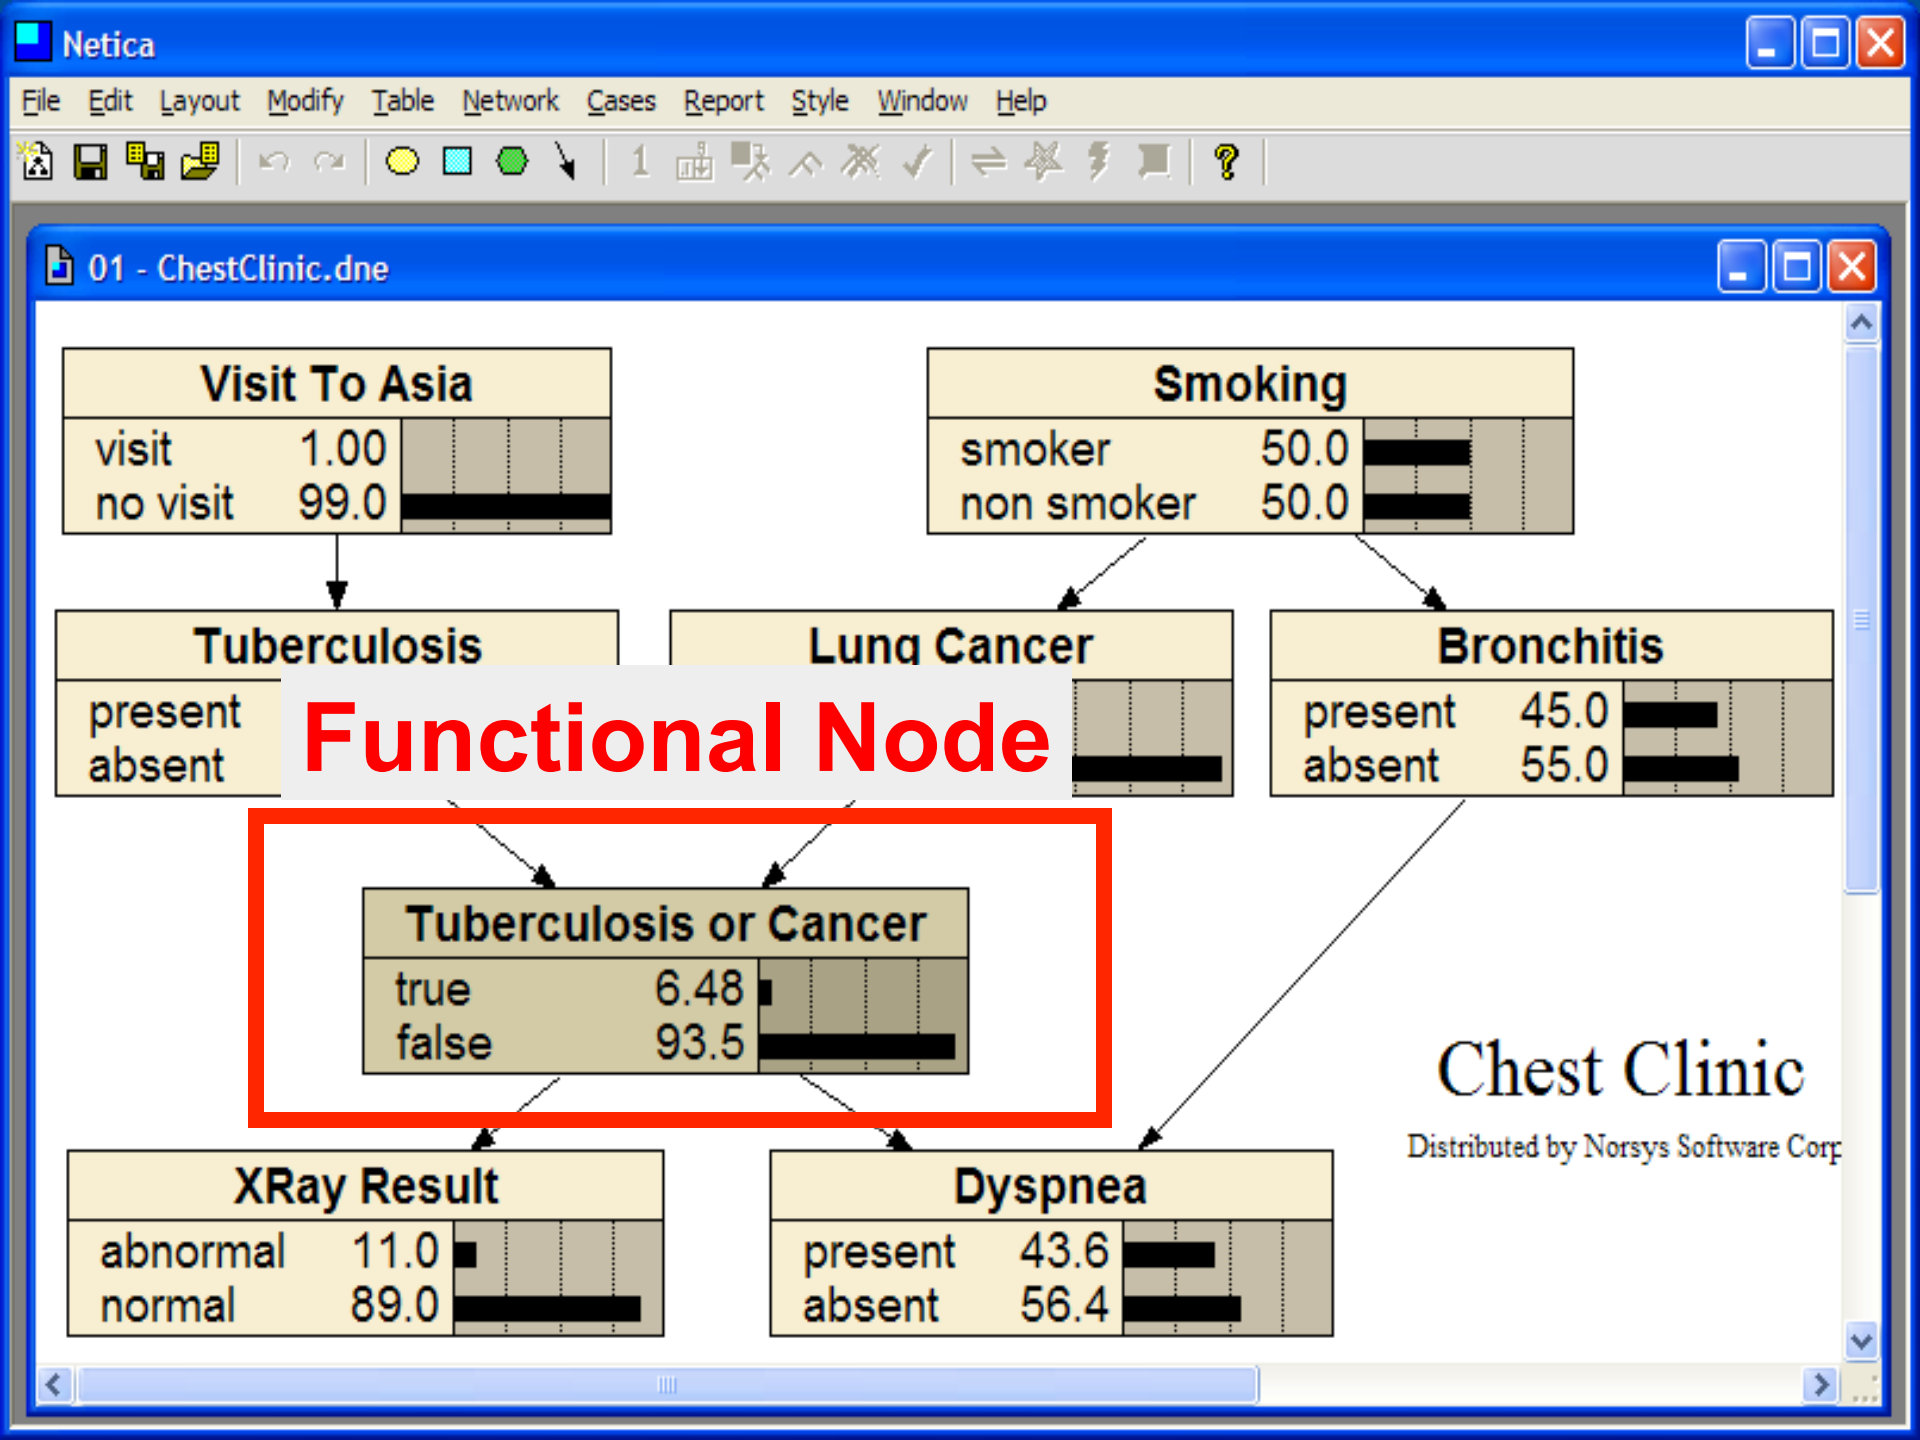 Netica
File Edit Layout Modify Table Network Cases Report Style Window Help
1 ?
01 - ChestClinic.dne
Visit To Asia
visit 1.00
no visit 99.0
Smoking
smoker 50.0
non smoker 50.0
Tuberculosis
present
absent
Lung Cancer
Bronchitis
present 45.0
absent 55.0
Functional Node
Tuberculosis or Cancer
true 6.48
false 93.5
Chest Clinic
Distributed by Norsys Software Corp
XRay Result
abnormal 11.0
normal 89.0
Dyspnea
present 43.6
absent 56.4